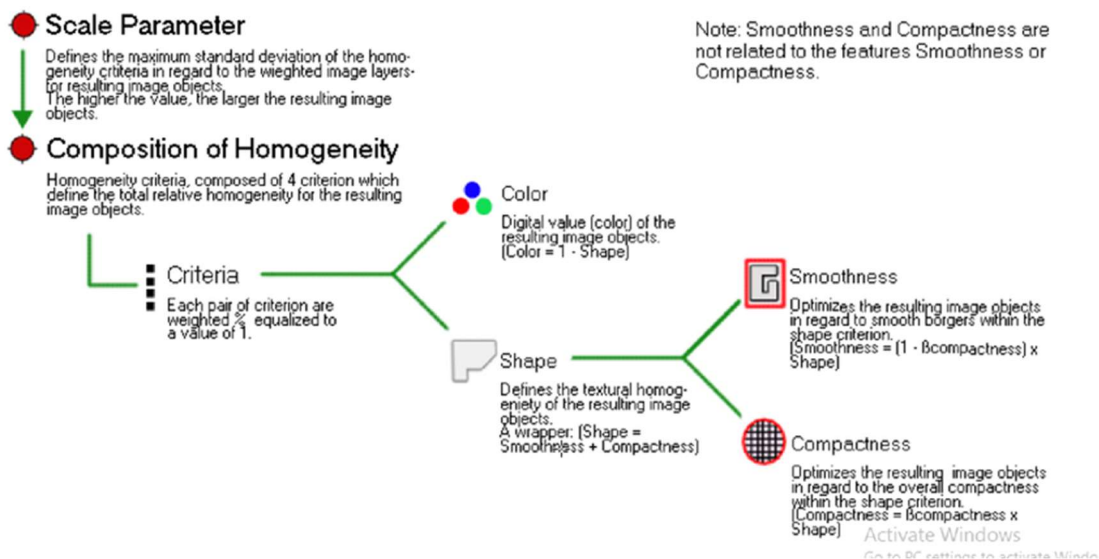 Scale Parameter
Defines the maximum standard deviation of the homo-
geneity criteria in regard to the wieghted image layers-
for resulting image objects.
The higher the value, the larger the resulting image
objects.
Note: Smoothness and Compactness are
not related to the features Smoothness or
Compactness.
Composition of Homogeneity
Homogeneity criteria, composed of 4 criterion which
define the total relative homogeneity for the resulting
image objects.
Criteria
Each pair of criterion are
weighted % equalized to
a value of 1.
Color
Digital value (color) of the
resulting image objects.
(Color = 1 - Shape)
Shape
Defines the textural homog-
eniety of the resulting image
objects.
A wrapper: (Shape =
Smoothness + Compactness)
Smoothness
Optimizes the resulting image objects
in regard to smooth borgers within the
shape criterion.
(Smoothness = (1 - ßcompactness) x
Shape)
Compactness
Optimizes the resulting image objects
in regard to the overall compactness
within the shape criterion.
(Compactness = ßcompactness x
Shape)
Activate Windows
Go to PC settings to activate Windo